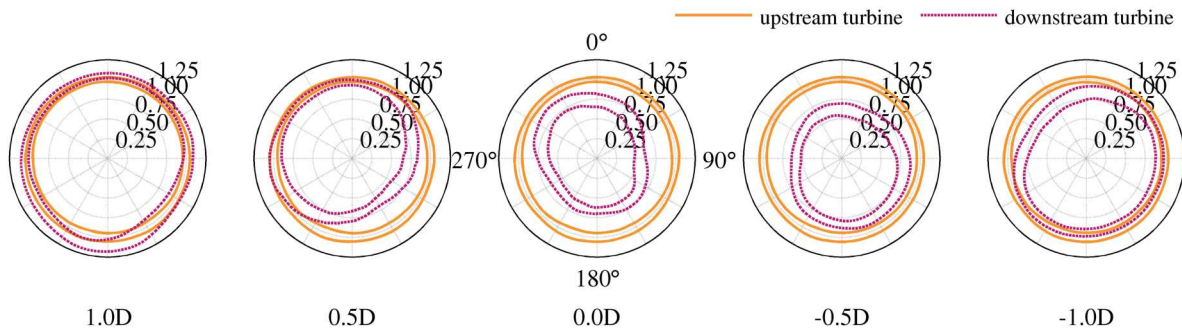 upstream turbine downstream turbine
0°
1.25 1.25 1.25 1.25 1.25
1.00 1.00 1.00 1.00 1.00
0.75 0.75 0.75 0.75 0.75
0.50 0.50 0.50 0.50 0.50
0.25 0.25 0.25 0.25 0.25
270° 90°
180°
1.0D 0.5D 0.0D -0.5D -1.0D